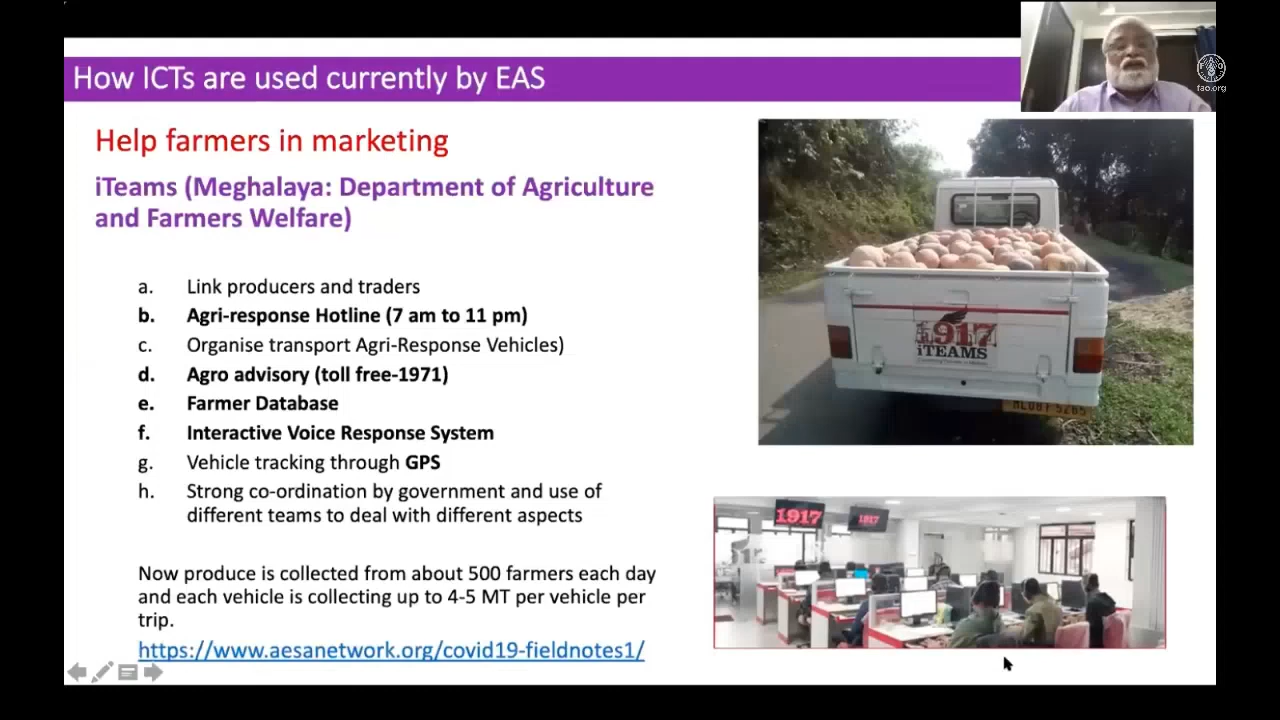 How ICTs are used currently by EAS
fao.org
Help farmers in marketing
iTeams (Meghalaya: Department of Agriculture
and Farmers Welfare)
a. Link producers and traders
b. Agri-response Hotline (7 am to 11 pm)
c. Organise transport Agri-Response Vehicles)
d. Agro advisory (toll free-1971)
e. Farmer Database
f. Interactive Voice Response System
g. Vehicle tracking through GPS
h. Strong co-ordination by government and use of
different teams to deal with different aspects
Now produce is collected from about 500 farmers each day
and each vehicle is collecting up to 4-5 MT per vehicle per
trip.
https://www.aesanetwork.org/covid19-fieldnotes1/
1917
iTEAMS
1917
1917